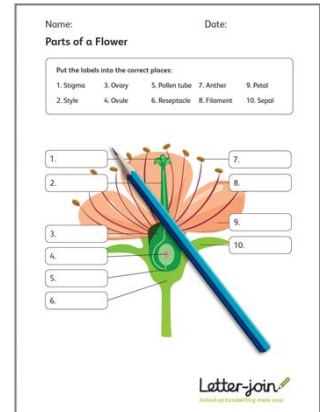 Name: Date:
Parts of a Flower
Put the labels into the correct places:
1. Stigma 3. Ovary 5. Pollen tube 7. Anther 9. Petal
2. Style 4. Ovule 6. Receptacle 8. Filament 10. Sepal
1. 7.
2. 8.
9.
3. 10.
4.
5.
6.
Letter-join
Joined-up handwriting made easy